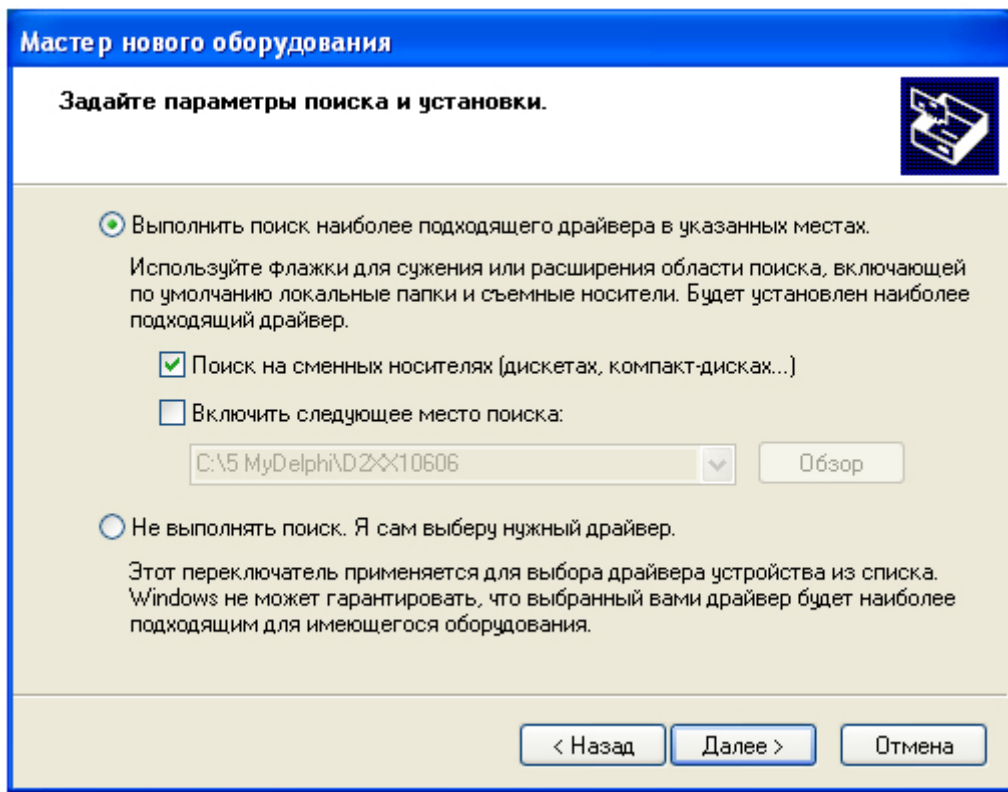 Мастер нового оборудования
Задайте параметры поиска и установки.
Выполнить поиск наиболее подходящего драйвера в указанных местах.
Используйте флажки для сужения или расширения области поиска, включающей
по умолчанию локальные папки и съемные носители. Будет установлен наиболее
подходящий драйвер.
Поиск на сменных носителях (дискетах, компакт-дисках...)
Включить следующее место поиска:
C:\5 MyDelphi\D2XX10606
Обзор
Не выполнять поиск. Я сам выберу нужный драйвер.
Этот переключатель применяется для выбора драйвера устройства из списка.
Windows не может гарантировать, что выбранный вами драйвер будет наиболее
подходящим для имеющегося оборудования.
< Назад Далее > Отмена